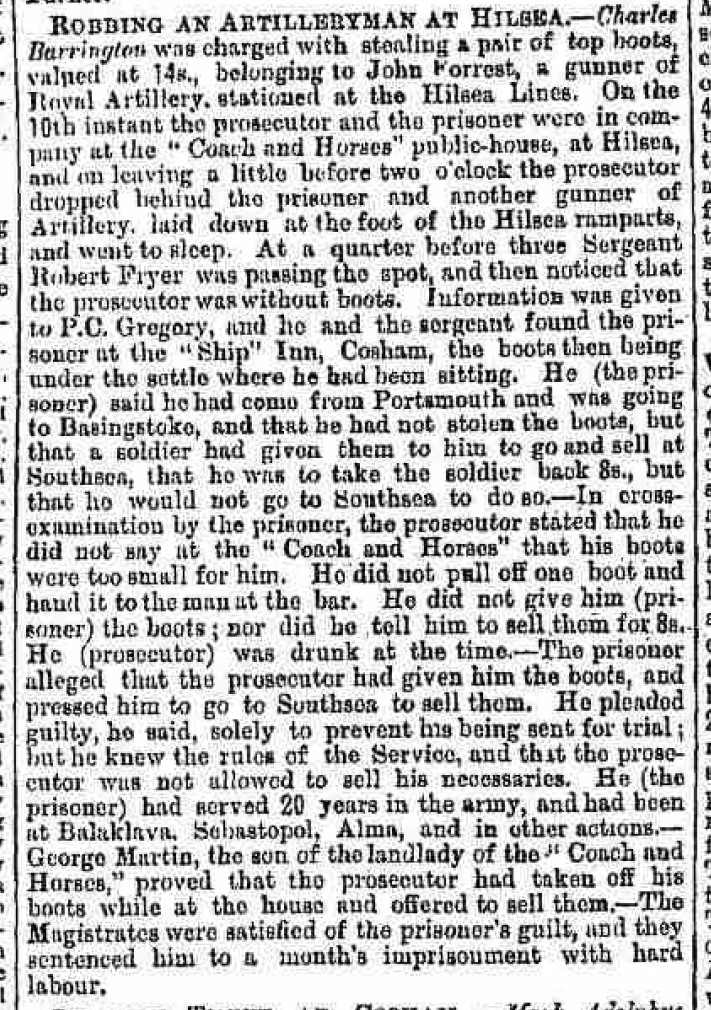 ROBBING AN ARTILLERYMAN AT HILSEA.—Charles
Barrington was charged with stealing a pair of top boots,
valued at 14s., belonging to John Forrest, a gunner of
Royal Artillery, stationed at the Hilsea Lines. On the
10th instant the prosecutor and the prisoner were in com-
pany at the "Coach and Horses" public-house, at Hilsea,
and on leaving a little before two o'clock the prosecutor
dropped behind the prisoner and another gunner of
Artillery, laid down at the foot of the Hilsea ramparts,
and went to sleep. At a quarter before three Sergeant
Robert Fryer was passing the spot, and then noticed that
the prosecutor was without boots. Information was given
to P.C. Gregory, and he and the sergeant found the pri-
soner at the "Ship" Inn, Cosham, the boots then being
under the settle where he had been sitting. He (the pri-
soner) said he had come from Portsmouth and was going
to Basingstoke, and that he had not stolen the boots, but
that a soldier had given them to him to go and sell at
Southsea, that he was to take the soldier back 8s., but
that he would not go to Southsea to do so.—In cross-
examination by the prisoner, the prosecutor stated that he
did not say at the "Coach and Horses" that his boots
were too small for him. He did not pull off one boot and
hand it to the man at the bar. He did not give him (pri-
soner) the boots; nor did he tell him to sell them for 8s.
He (prosecutor) was drunk at the time.—The prisoner
alleged that the prosecutor had given him the boots, and
pressed him to go to Southsea to sell them. He pleaded
guilty, he said, solely to prevent his being sent for trial;
but he knew the rules of the Service, and that the prose-
cutor was not allowed to sell his necessaries. He (the
prisoner) had served 20 years in the army, and had been
at Balaklava, Sebastopol, Alma, and in other actions.—
George Martin, the son of the landlady of the "Coach and
Horses," proved that the prosecutor had taken off his
boots while at the house and offered to sell them.—The
Magistrates were satisfied of the prisoner's guilt, and they
sentenced him to a month's imprisonment with hard
labour.